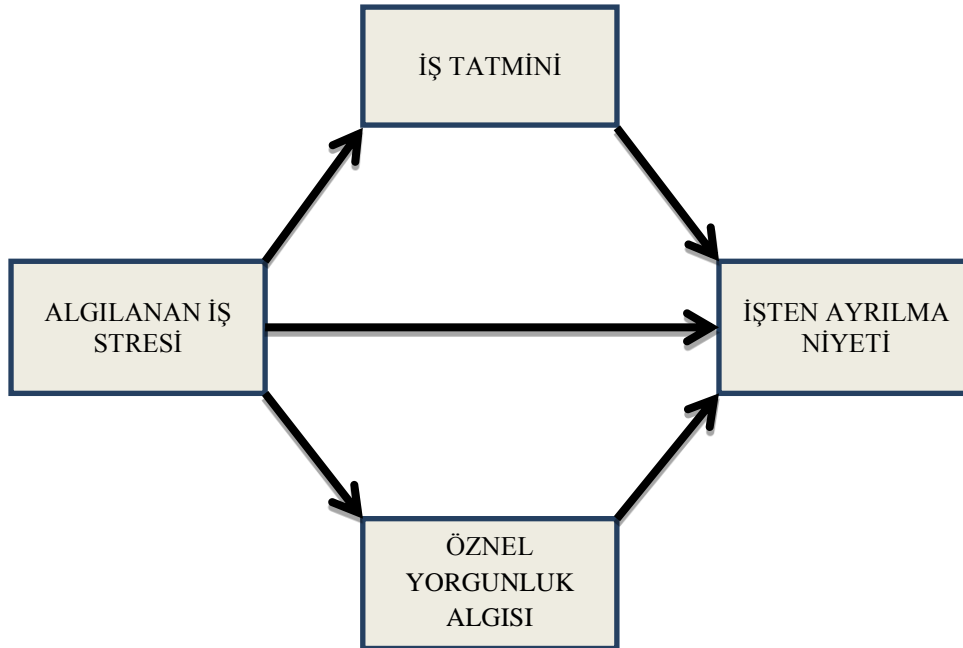 İŞ TATMİNİ
ALGILANAN İŞ
STRESİ
İŞTEN AYRILMA
NİYETİ
ÖZNEL
YORGUNLUK
ALGISI